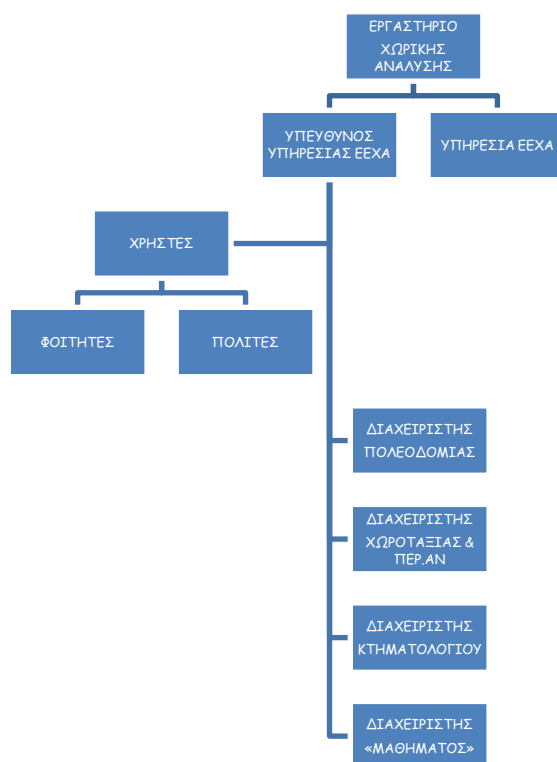 ΕΡΓΑΣΤΗΡΙΟ
ΧΩΡΙΚΗΣ
ΑΝΑΛΥΣΗΣ
ΥΠΕΥΘΥΝΟΣ
ΥΠΗΡΕΣΙΑΣ ΕΕΧΑ
ΥΠΗΡΕΣΙΑ ΕΕΧΑ
ΧΡΗΣΤΕΣ
ΦΟΙΤΗΤΕΣ
ΠΟΛΙΤΕΣ
ΔΙΑΧΕΙΡΙΣΤΗΣ
ΠΟΛΕΟΔΟΜΙΑΣ
ΔΙΑΧΕΙΡΙΣΤΗΣ
ΧΩΡΟΤΑΞΙΑΣ &
ΠΕΡ.ΑΝ
ΔΙΑΧΕΙΡΙΣΤΗΣ
ΚΤΗΜΑΤΟΛΟΓΙΟΥ
ΔΙΑΧΕΙΡΙΣΤΗΣ
«ΜΑΘΗΜΑΤΟΣ»